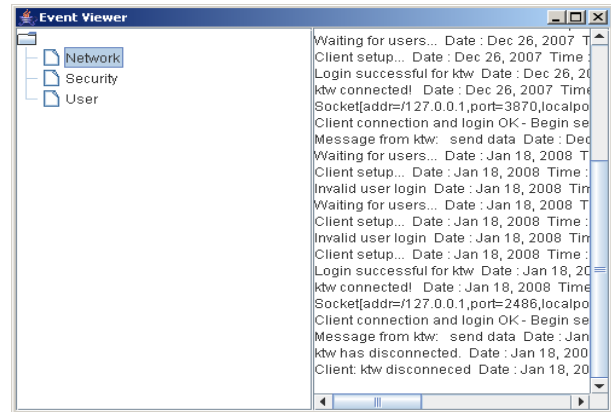 Event Viewer
Network
Security
User
Waiting for users... Date : Dec 26, 2007 T
Client setup... Date : Dec 26, 2007 Time :
Login successful for ktw Date : Dec 26, 20
ktw connected! Date : Dec 26, 2007 Time
Socket[addr=/127.0.0.1,port=3870,localpo
Client connection and login OK - Begin se
Message from ktw: send data Date : Dec
Waiting for users... Date : Jan 18, 2008 T
Client setup... Date : Jan 18, 2008 Time :
Invalid user login Date : Jan 18, 2008 Tim
Waiting for users... Date : Jan 18, 2008 T
Client setup... Date : Jan 18, 2008 Time :
Invalid user login Date : Jan 18, 2008 Tim
Client setup... Date : Jan 18, 2008 Time :
Login successful for ktw Date : Jan 18, 20
ktw connected! Date : Jan 18, 2008 Time
Socket[addr=/127.0.0.1,port=2486,localpo
Client connection and login OK - Begin se
Message from ktw: send data Date : Jan
ktw has disconnected. Date : Jan 18, 200
Client: ktw disconneced Date : Jan 18, 20